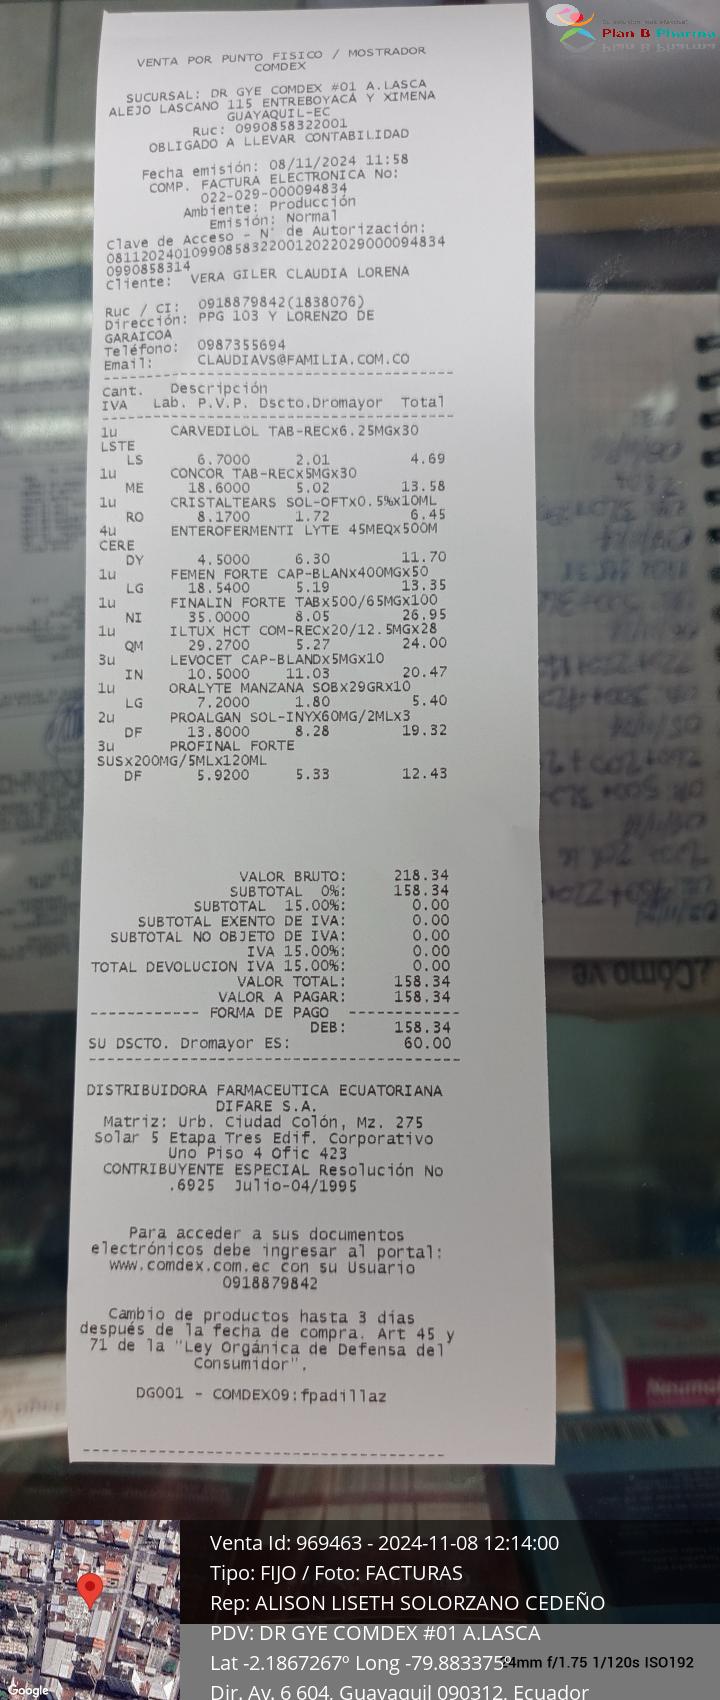 Plan B Pharma
VENTA POR PUNTO FISICO / MOSTRADOR
COMDEX
SUCURSAL: DR GYE COMDEX #01 A.LASCA
ALEJO LASCANO 115 ENTREBOYACÁ Y XIMENA
GUAYAQUIL-EC
Ruc: 0990858322001
OBLIGADO A LLEVAR CONTABILIDAD
Fecha emisión: 08/11/2024 11:58
COMP. FACTURA ELECTRONICA No:
022-029-000094834
Ambiente: Producción
Emisión: Normal
Clave de Acceso - N° de Autorización:
081120240109908583220012022029000094834
0990858314
Cliente: VERA GILER CLAUDIA LORENA
Ruc / CI: 0918879842(1838076)
Dirección: PPG 103 Y LORENZO DE
GARAICOA
Teléfono: 0987355694
Email: CLAUDIAVS@FAMILIA.COM.CO
Cant. Descripción
IVA Lab. P.V.P. Dscto.Dromayor Total
1u CARVEDILOL TAB-RECx6.25MGx30
LSTE
LS 6.7000 2.01 4.69
1u CONCOR TAB-RECx5MGx30
ME 18.6000 5.02 13.58
1u CRISTALTEARS SOL-OFTx0.5%x10ML
RO 8.1700 1.72 6.45
4u ENTEROFERMENTI LYTE 45MEQx500M
CERE
DY 4.5000 6.30 11.70
1u FEMEN FORTE CAP-BLANx400MGx50
LG 18.5400 5.19 13.35
1u FINALIN FORTE TABx500/65MGx100
NI 35.0000 8.05 26.95
1u ILTUX HCT COM-RECx20/12.5MGx28
QM 29.2700 5.27 24.00
3u LEVOCET CAP-BLANDx5MGx10
IN 10.5000 11.03 20.47
1u ORALYTE MANZANA SOBx29GRx10
LG 7.2000 1.80 5.40
2u PROALGAN SOL-INYX60MG/2MLx3
DF 13.8000 8.28 19.32
3u PROFINAL FORTE
SUSx200MG/5MLx120ML
DF 5.9200 5.33 12.43
VALOR BRUTO: 218.34
SUBTOTAL 0%: 158.34
SUBTOTAL 15.00%: 0.00
SUBTOTAL EXENTO DE IVA: 0.00
SUBTOTAL NO OBJETO DE IVA: 0.00
IVA 15.00%: 0.00
TOTAL DEVOLUCION IVA 15.00%: 0.00
VALOR TOTAL: 158.34
VALOR A PAGAR: 158.34
------------ FORMA DE PAGO ------------
DEB: 158.34
SU DSCTO. Dromayor ES: 60.00
DISTRIBUIDORA FARMACEUTICA ECUATORIANA
DIFARE S.A.
Matriz: Urb. Ciudad Colón, Mz. 275
Solar 5 Etapa Tres Edif. Corporativo
Uno Piso 4 Ofic 423
CONTRIBUYENTE ESPECIAL Resolución No
.6925 Julio-04/1995
Para acceder a sus documentos
electrónicos debe ingresar al portal:
www.comdex.com.ec con su Usuario
0918879842
Cambio de productos hasta 3 días
después de la fecha de compra. Art 45 y
71 de la "Ley Orgánica de Defensa del
Consumidor".
DG001 - COMDEX09:fpadillaz
¿Cómo ve
Venta Id: 969463 - 2024-11-08 12:14:00
Tipo: FIJO / Foto: FACTURAS
Rep: ALISON LISETH SOLORZANO CEDEÑO
PDV: DR GYE COMDEX #01 A.LASCA
Lat -2.1867267º Long -79.883375
24mm f/1.75 1/120s ISO192
Dir. Av. 6 604, Guayaquil 090312, Ecuador
Google